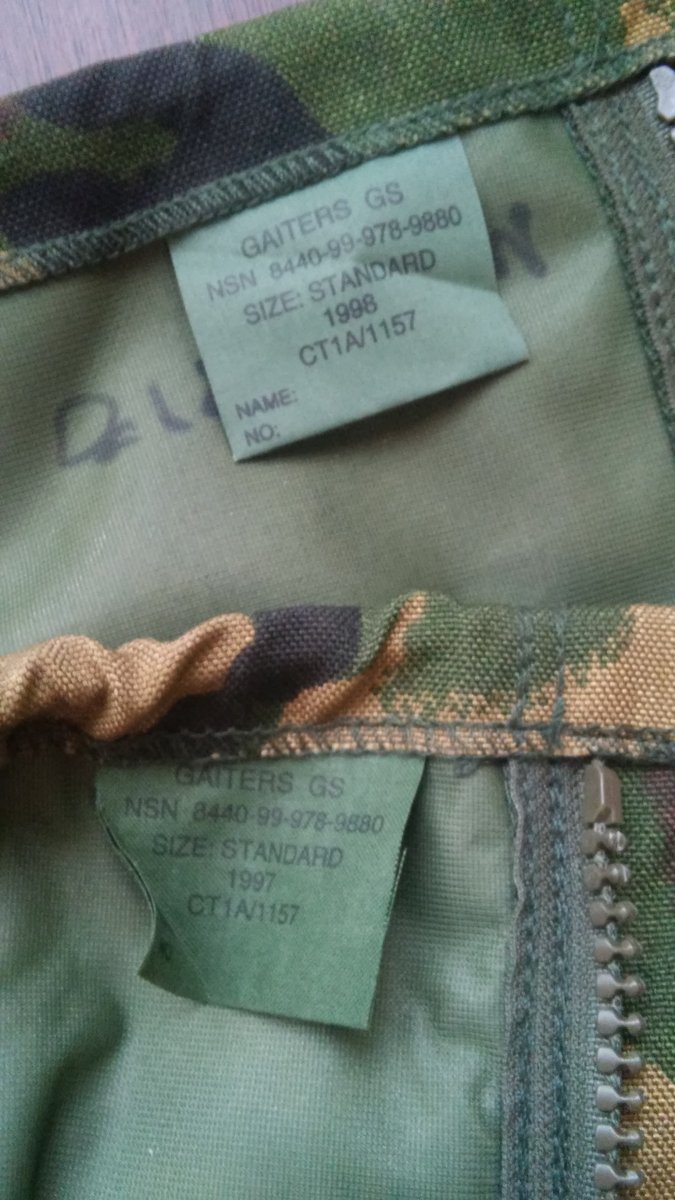 GAITERS GS
NSN 8440-99-978-9880
SIZE: STANDARD
1998
CT1A/1157
NAME:
NO:
GAITERS GS
NSN 8440-99-978-9880
SIZE: STANDARD
1997
CT1A/1157